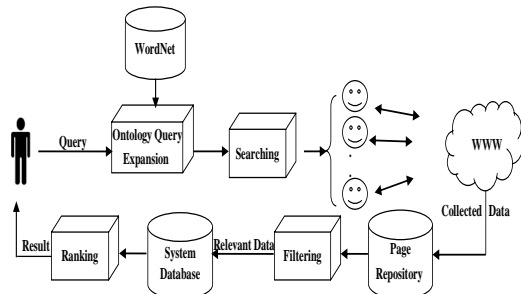 WordNet
Query
Ontology Query
Expansion
Searching
WWW
Collected Data
Result
Ranking
System
Database
Relevant Data
Filtering
Page
Repository